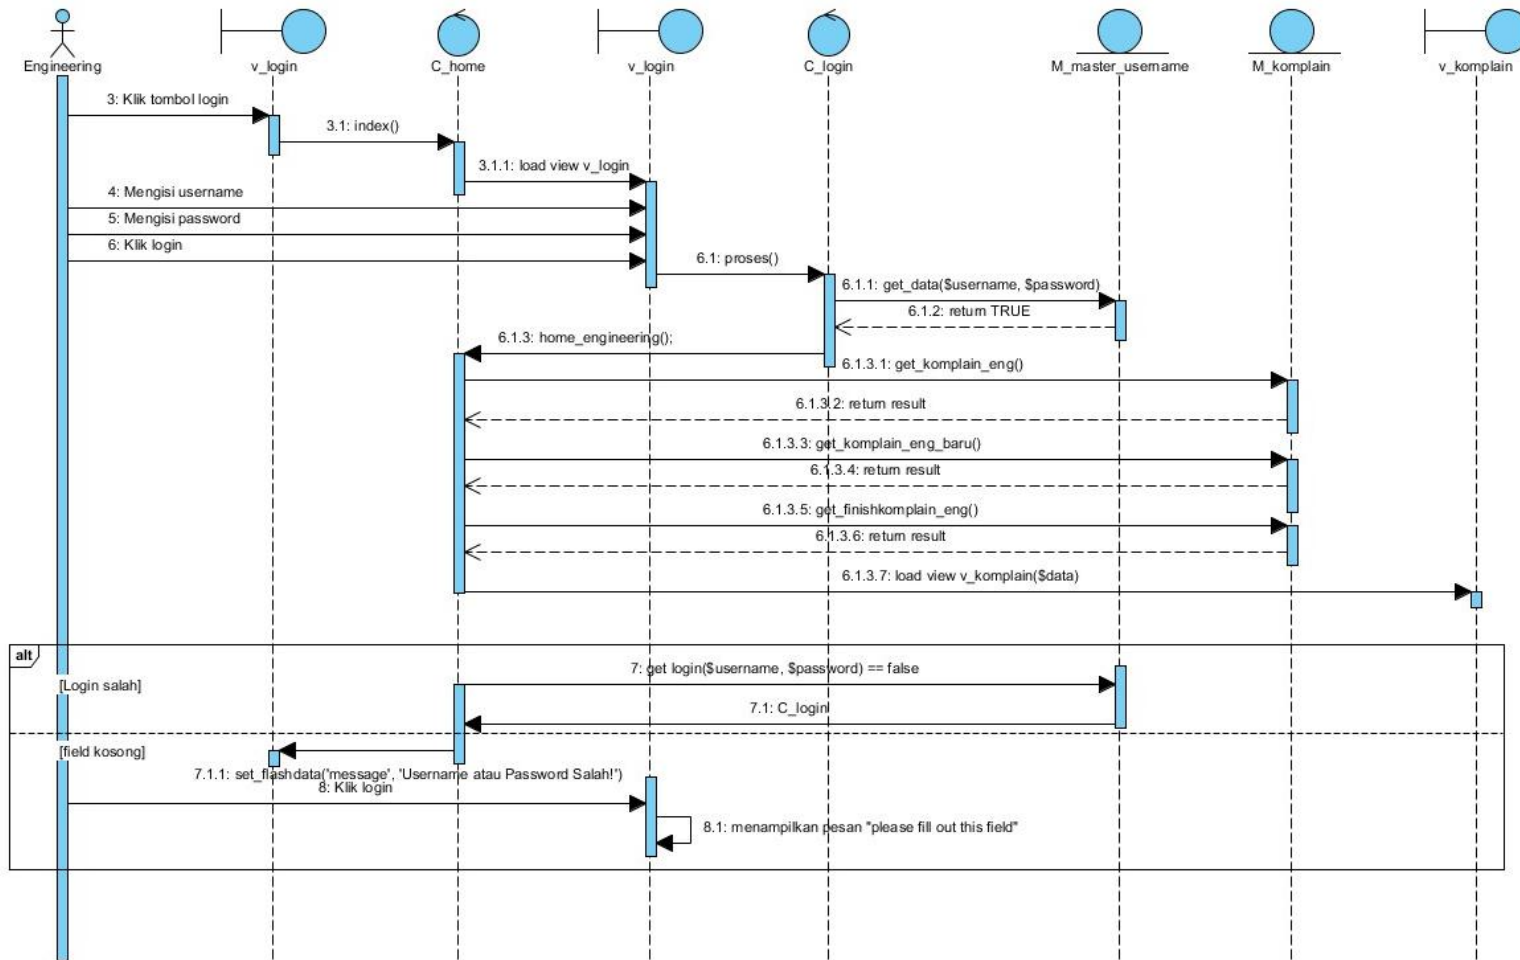 Engineering
v_login
C_home
v_login
C_login
M_master_username
M_komplain
v_komplain
3: Klik tombol login
3.1: index()
3.1.1: load view v_login
4: Mengisi username
5: Mengisi password
6: Klik login
6.1: proses()
6.1.1: get_data($username, $password)
6.1.2: return TRUE
6.1.3: home_engineering();
6.1.3.1: get_komplain_eng()
6.1.3.2: return result
6.1.3.3: get_komplain_eng_baru()
6.1.3.4: return result
6.1.3.5: get_finishkomplain_eng()
6.1.3.6: return result
6.1.3.7: load view v_komplain($data)
alt
7: get login($username, $password) == false
[Login salah]
7.1: C_login
[field kosong]
7.1.1: set_flashdata('message', 'Username atau Password Salah!')
8: Klik login
8.1: menampilkan pesan "please fill out this field"